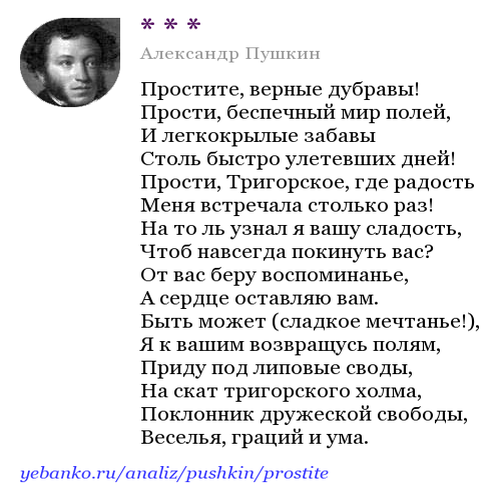 * * *
Александр Пушкин
Простите, верные дубравы!
Прости, беспечный мир полей,
И легкокрылые забавы
Столь быстро улетевших дней!
Прости, Тригорское, где радость
Меня встречала столько раз!
На то ль узнал я вашу сладость,
Чтоб навсегда покинуть вас?
От вас беру воспоминанье,
А сердце оставляю вам.
Быть может (сладкое мечтанье!),
Я к вашим возвращусь полям,
Приду под липовые своды,
На скат тригорского холма,
Поклонник дружеской свободы,
Веселья, граций и ума.
yebanko.ru/analiz/pushkin/prostite